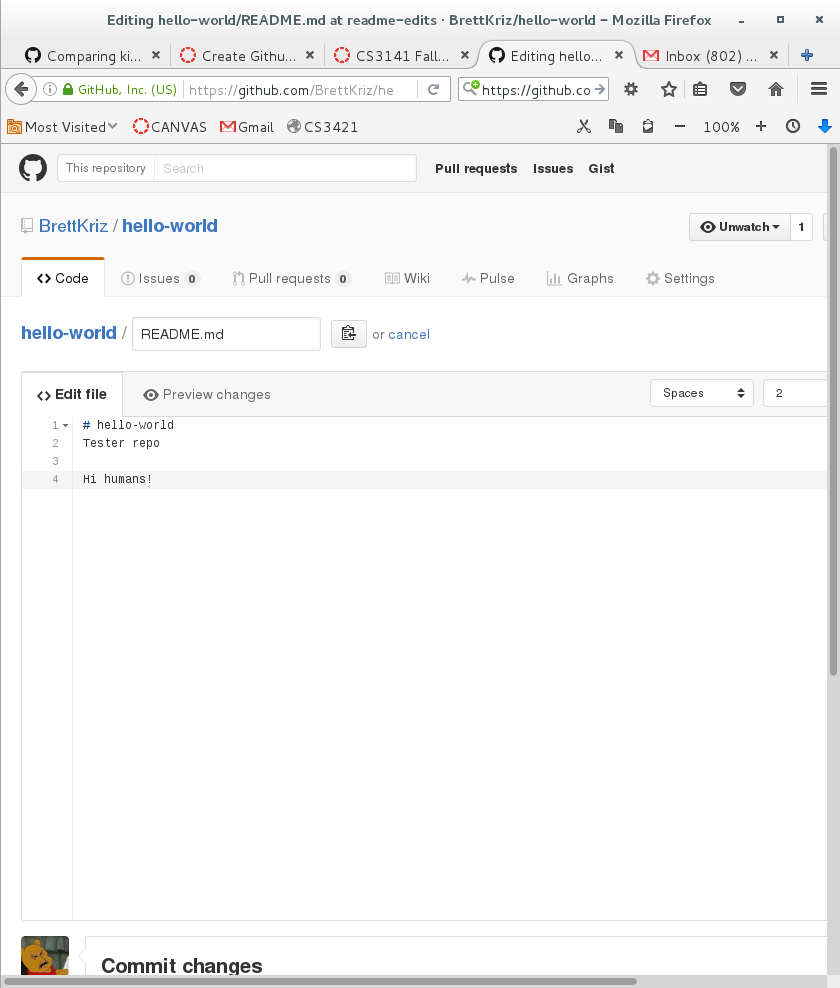 Editing hello-world/README.md at readme-edits · BrettKriz/hello-world - Mozilla Firefox
Comparing ki... Create Githu... CS3141 Fall... Editing hello... Inbox (802) ...
GitHub, Inc. (US) https://github.com/BrettKriz/he https://github.co
Most Visited CANVAS Gmail CS3421 100%
This repository Search Pull requests Issues Gist
BrettKriz / hello-world Unwatch 1
Code Issues 0 Pull requests 0 Wiki Pulse Graphs Settings
hello-world / README.md or cancel
Edit file Preview changes Spaces 2
1 # hello-world
2 Tester repo
3
4 Hi humans!
Commit changes